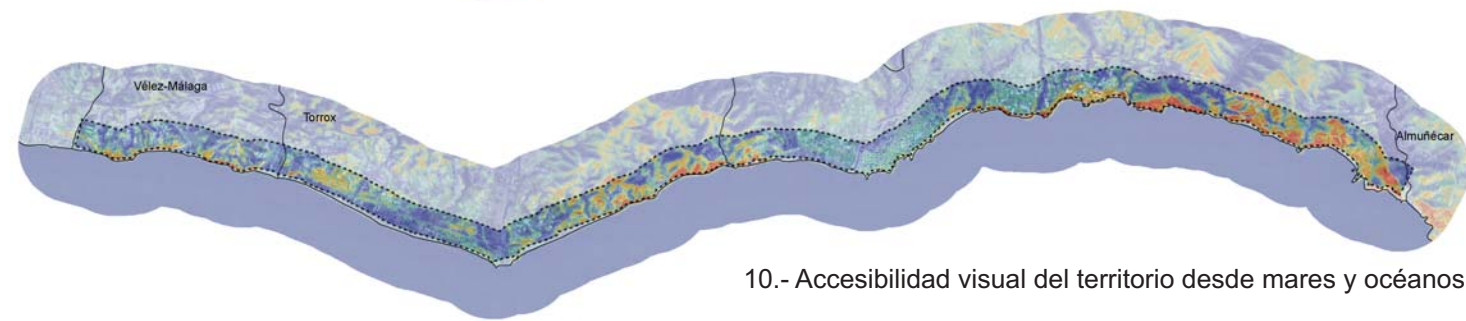 Vélez-Málaga
Torrox
Almuñécar
10.- Accesibilidad visual del territorio desde mares y océanos